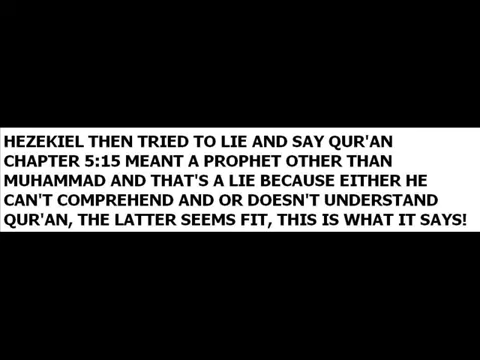 HEZEKIEL THEN TRIED TO LIE AND SAY QUR'AN
CHAPTER 5:15 MEANT A PROPHET OTHER THAN
MUHAMMAD AND THAT'S A LIE BECAUSE EITHER HE
CAN'T COMPREHEND AND OR DOESN'T UNDERSTAND
QUR'AN, THE LATTER SEEMS FIT, THIS IS WHAT IT SAYS!